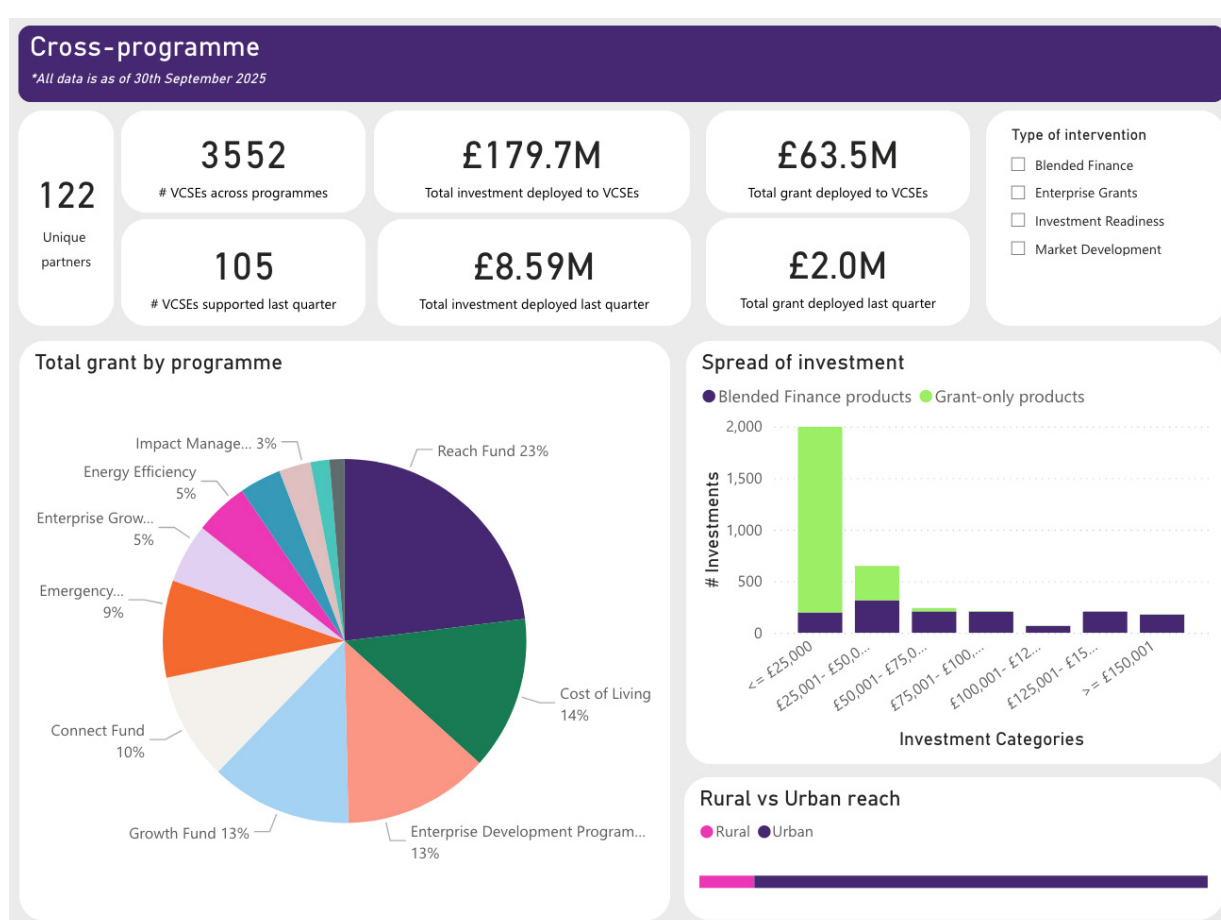 Cross-programme
*All data is as of 30th September 2025
122
Unique
partners
3552
# VCSEs across programmes
£179.7M
Total investment deployed to VCSEs
£63.5M
Total grant deployed to VCSEs
105
# VCSEs supported last quarter
£8.59M
Total investment deployed last quarter
£2.0M
Total grant deployed last quarter
Type of intervention
Blended Finance
Enterprise Grants
Investment Readiness
Market Development
Total grant by programme
Impact Manage... 3%
Reach Fund 23%
Energy Efficiency
5%
Enterprise Grow...
5%
Emergency...
9%
Cost of Living
14%
Connect Fund
10%
Growth Fund 13%
Enterprise Development Program...
13%
Spread of investment
Blended Finance products
Grant-only products
# Investments
2,000
1,500
1,000
500
0
<= £25,000
£25,001- £50,0...
£50,001- £75,0...
£75,001- £100,...
£100,001- £12...
£125,001- £15...
>= £150,001
Investment Categories
Rural vs Urban reach
Rural
Urban